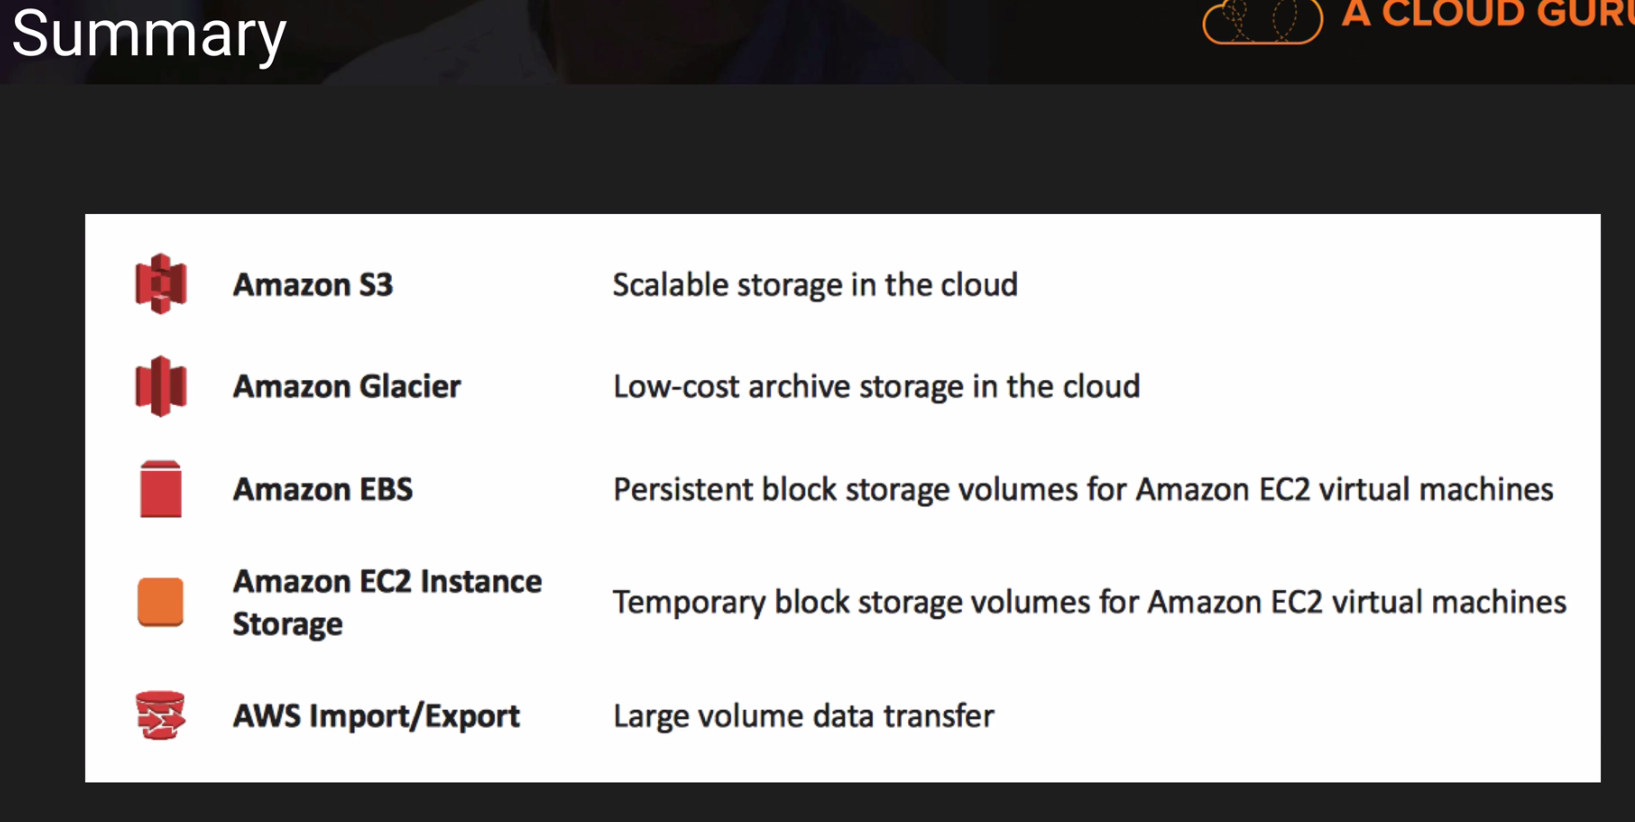 Summary
A CLOUD GURU
Amazon S3 Scalable storage in the cloud
Amazon Glacier Low-cost archive storage in the cloud
Amazon EBS Persistent block storage volumes for Amazon EC2 virtual machines
Amazon EC2 Instance
Storage
Temporary block storage volumes for Amazon EC2 virtual machines
AWS Import/Export Large volume data transfer